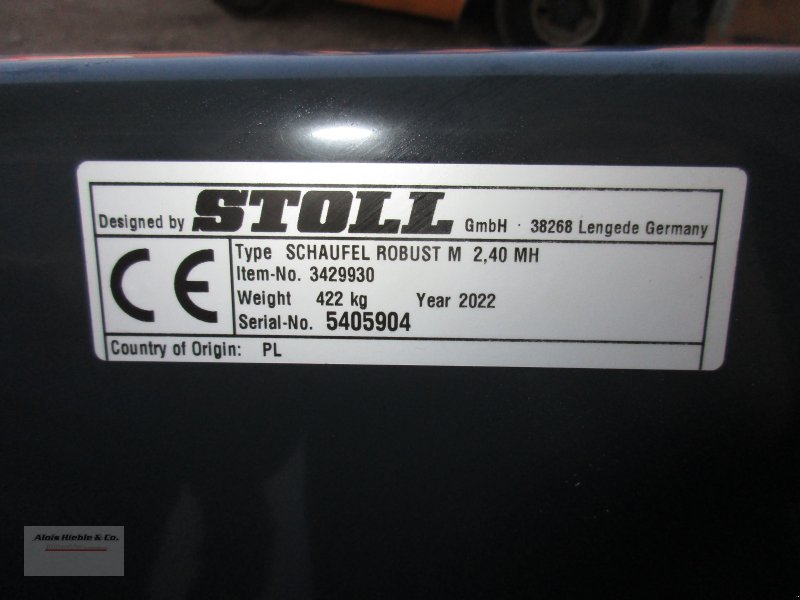 Designed by STOLL GmbH · 38268 Lengede Germany
CE
Type SCHAUFEL ROBUST M 2,40 MH
Item-No. 3429930
Weight 422 kg Year 2022
Serial-No. 5405904
Country of Origin: PL
Alois Hieble & Co.